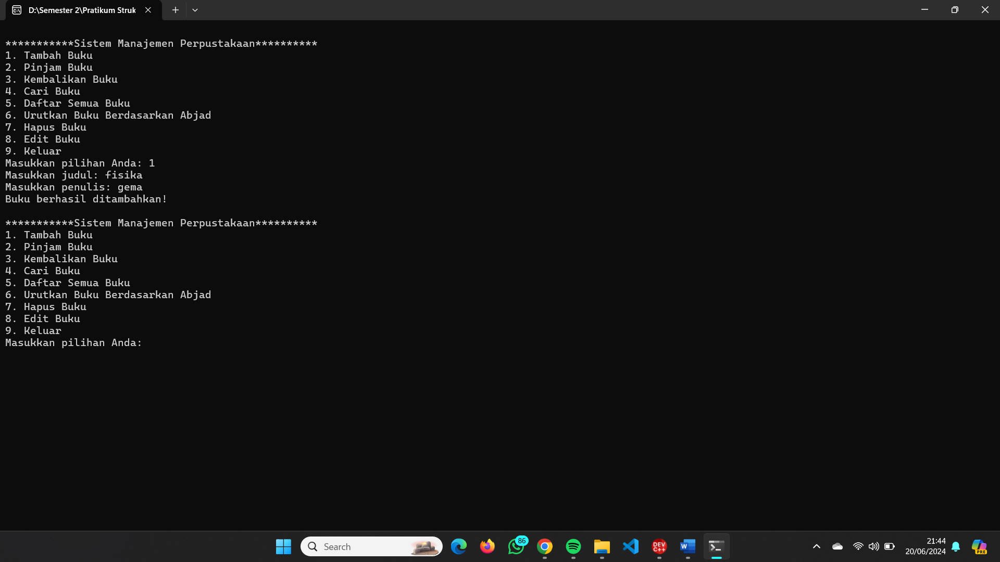 D:\Semester 2\Pratikum Struk
***********Sistem Manajemen Perpustakaan**********
1. Tambah Buku
2. Pinjam Buku
3. Kembalikan Buku
4. Cari Buku
5. Daftar Semua Buku
6. Urutkan Buku Berdasarkan Abjad
7. Hapus Buku
8. Edit Buku
9. Keluar
Masukkan pilihan Anda: 1
Masukkan judul: fisika
Masukkan penulis: gema
Buku berhasil ditambahkan!
***********Sistem Manajemen Perpustakaan**********
1. Tambah Buku
2. Pinjam Buku
3. Kembalikan Buku
4. Cari Buku
5. Daftar Semua Buku
6. Urutkan Buku Berdasarkan Abjad
7. Hapus Buku
8. Edit Buku
9. Keluar
Masukkan pilihan Anda:
Search
86
DEV C++
W
21:44
20/06/2024
PRE